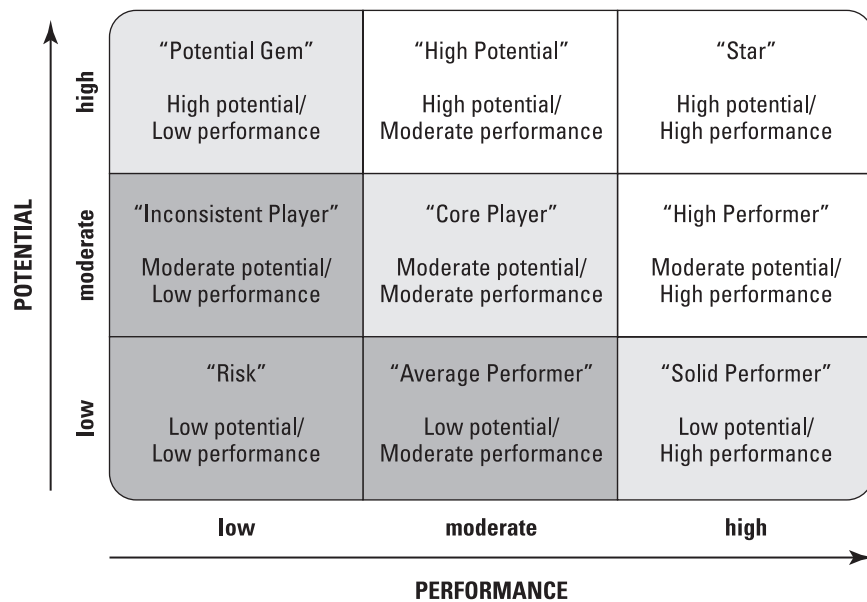 POTENTIAL
high
“Potential Gem”
High potential/
Low performance
“High Potential”
High potential/
Moderate performance
“Star”
High potential/
High performance
moderate
“Inconsistent Player”
Moderate potential/
Low performance
“Core Player”
Moderate potential/
Moderate performance
“High Performer”
Moderate potential/
High performance
low
“Risk”
Low potential/
Low performance
“Average Performer”
Low potential/
Moderate performance
“Solid Performer”
Low potential/
High performance
low
moderate
high
PERFORMANCE